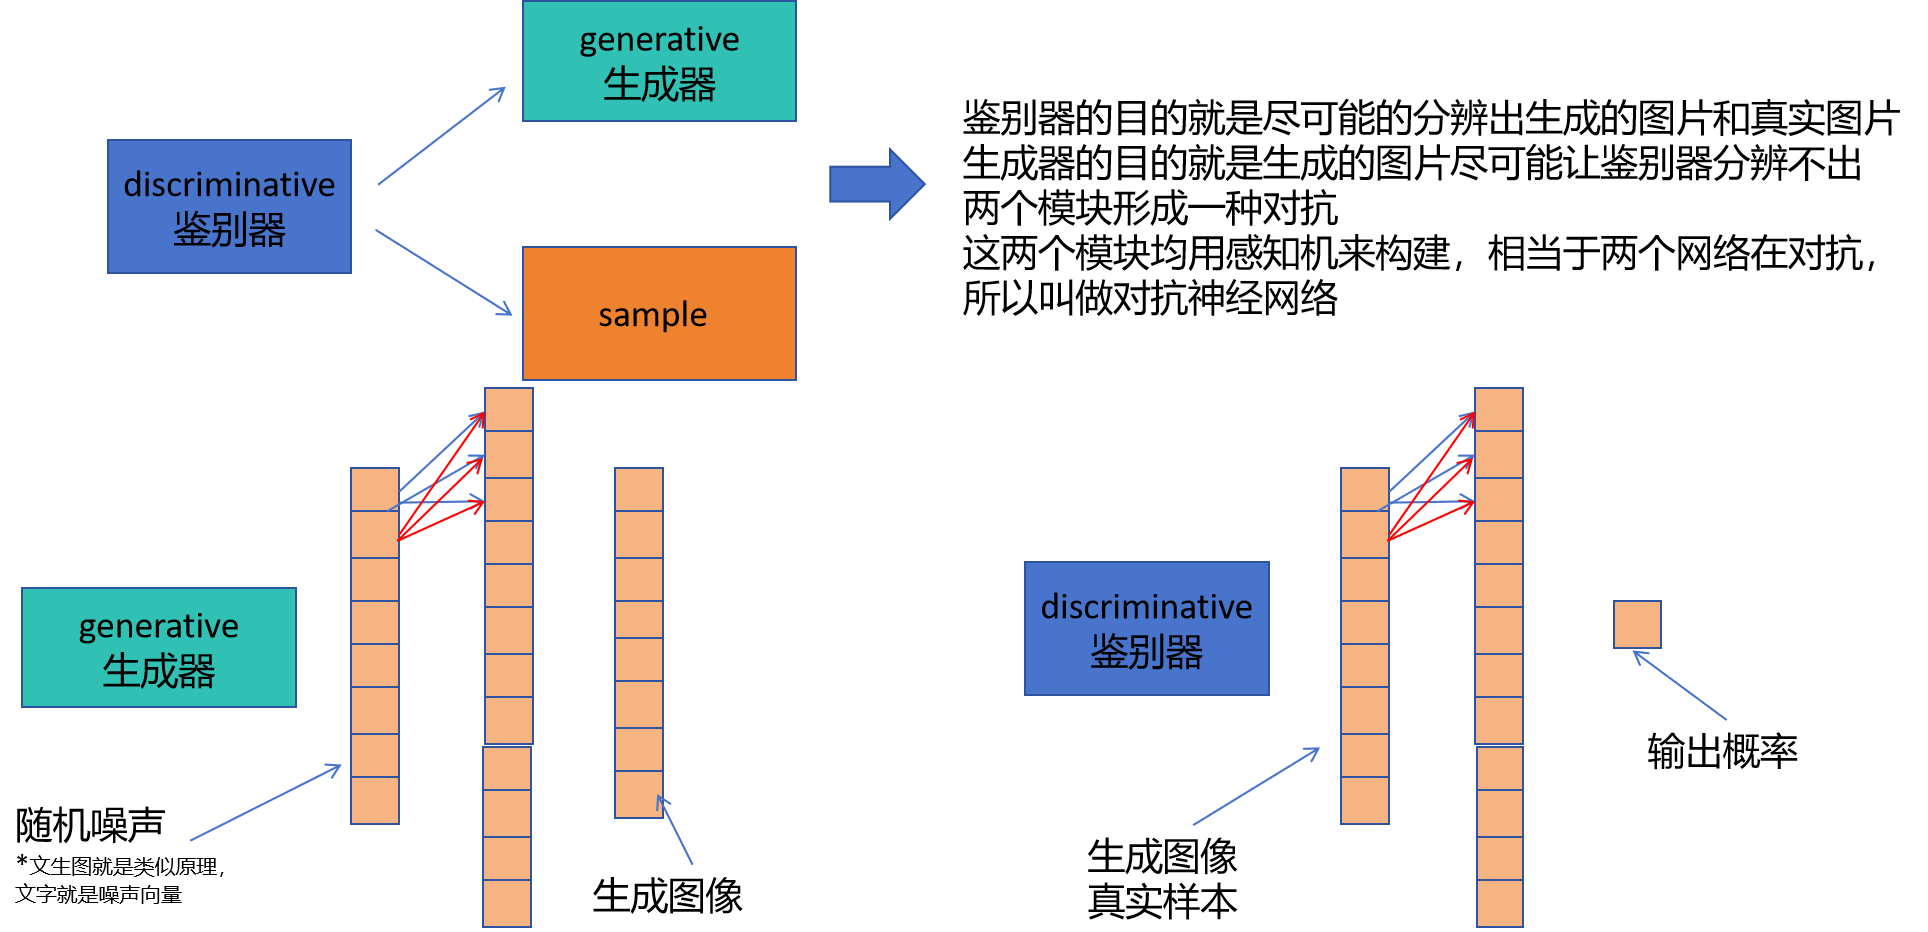 generative
生成器
discriminative
鉴别器
sample
鉴别器的目的就是尽可能的分辨出生成的图片和真实图片
生成器的目的就是生成的图片尽可能让鉴别器分辨不出
两个模块形成一种对抗
这两个模块均用感知机来构建，相当于两个网络在对抗，
所以叫做对抗神经网络
generative
生成器
随机噪声
*文生图就是类似原理，
文字就是噪声向量
生成图像
discriminative
鉴别器
生成图像
真实样本
输出概率